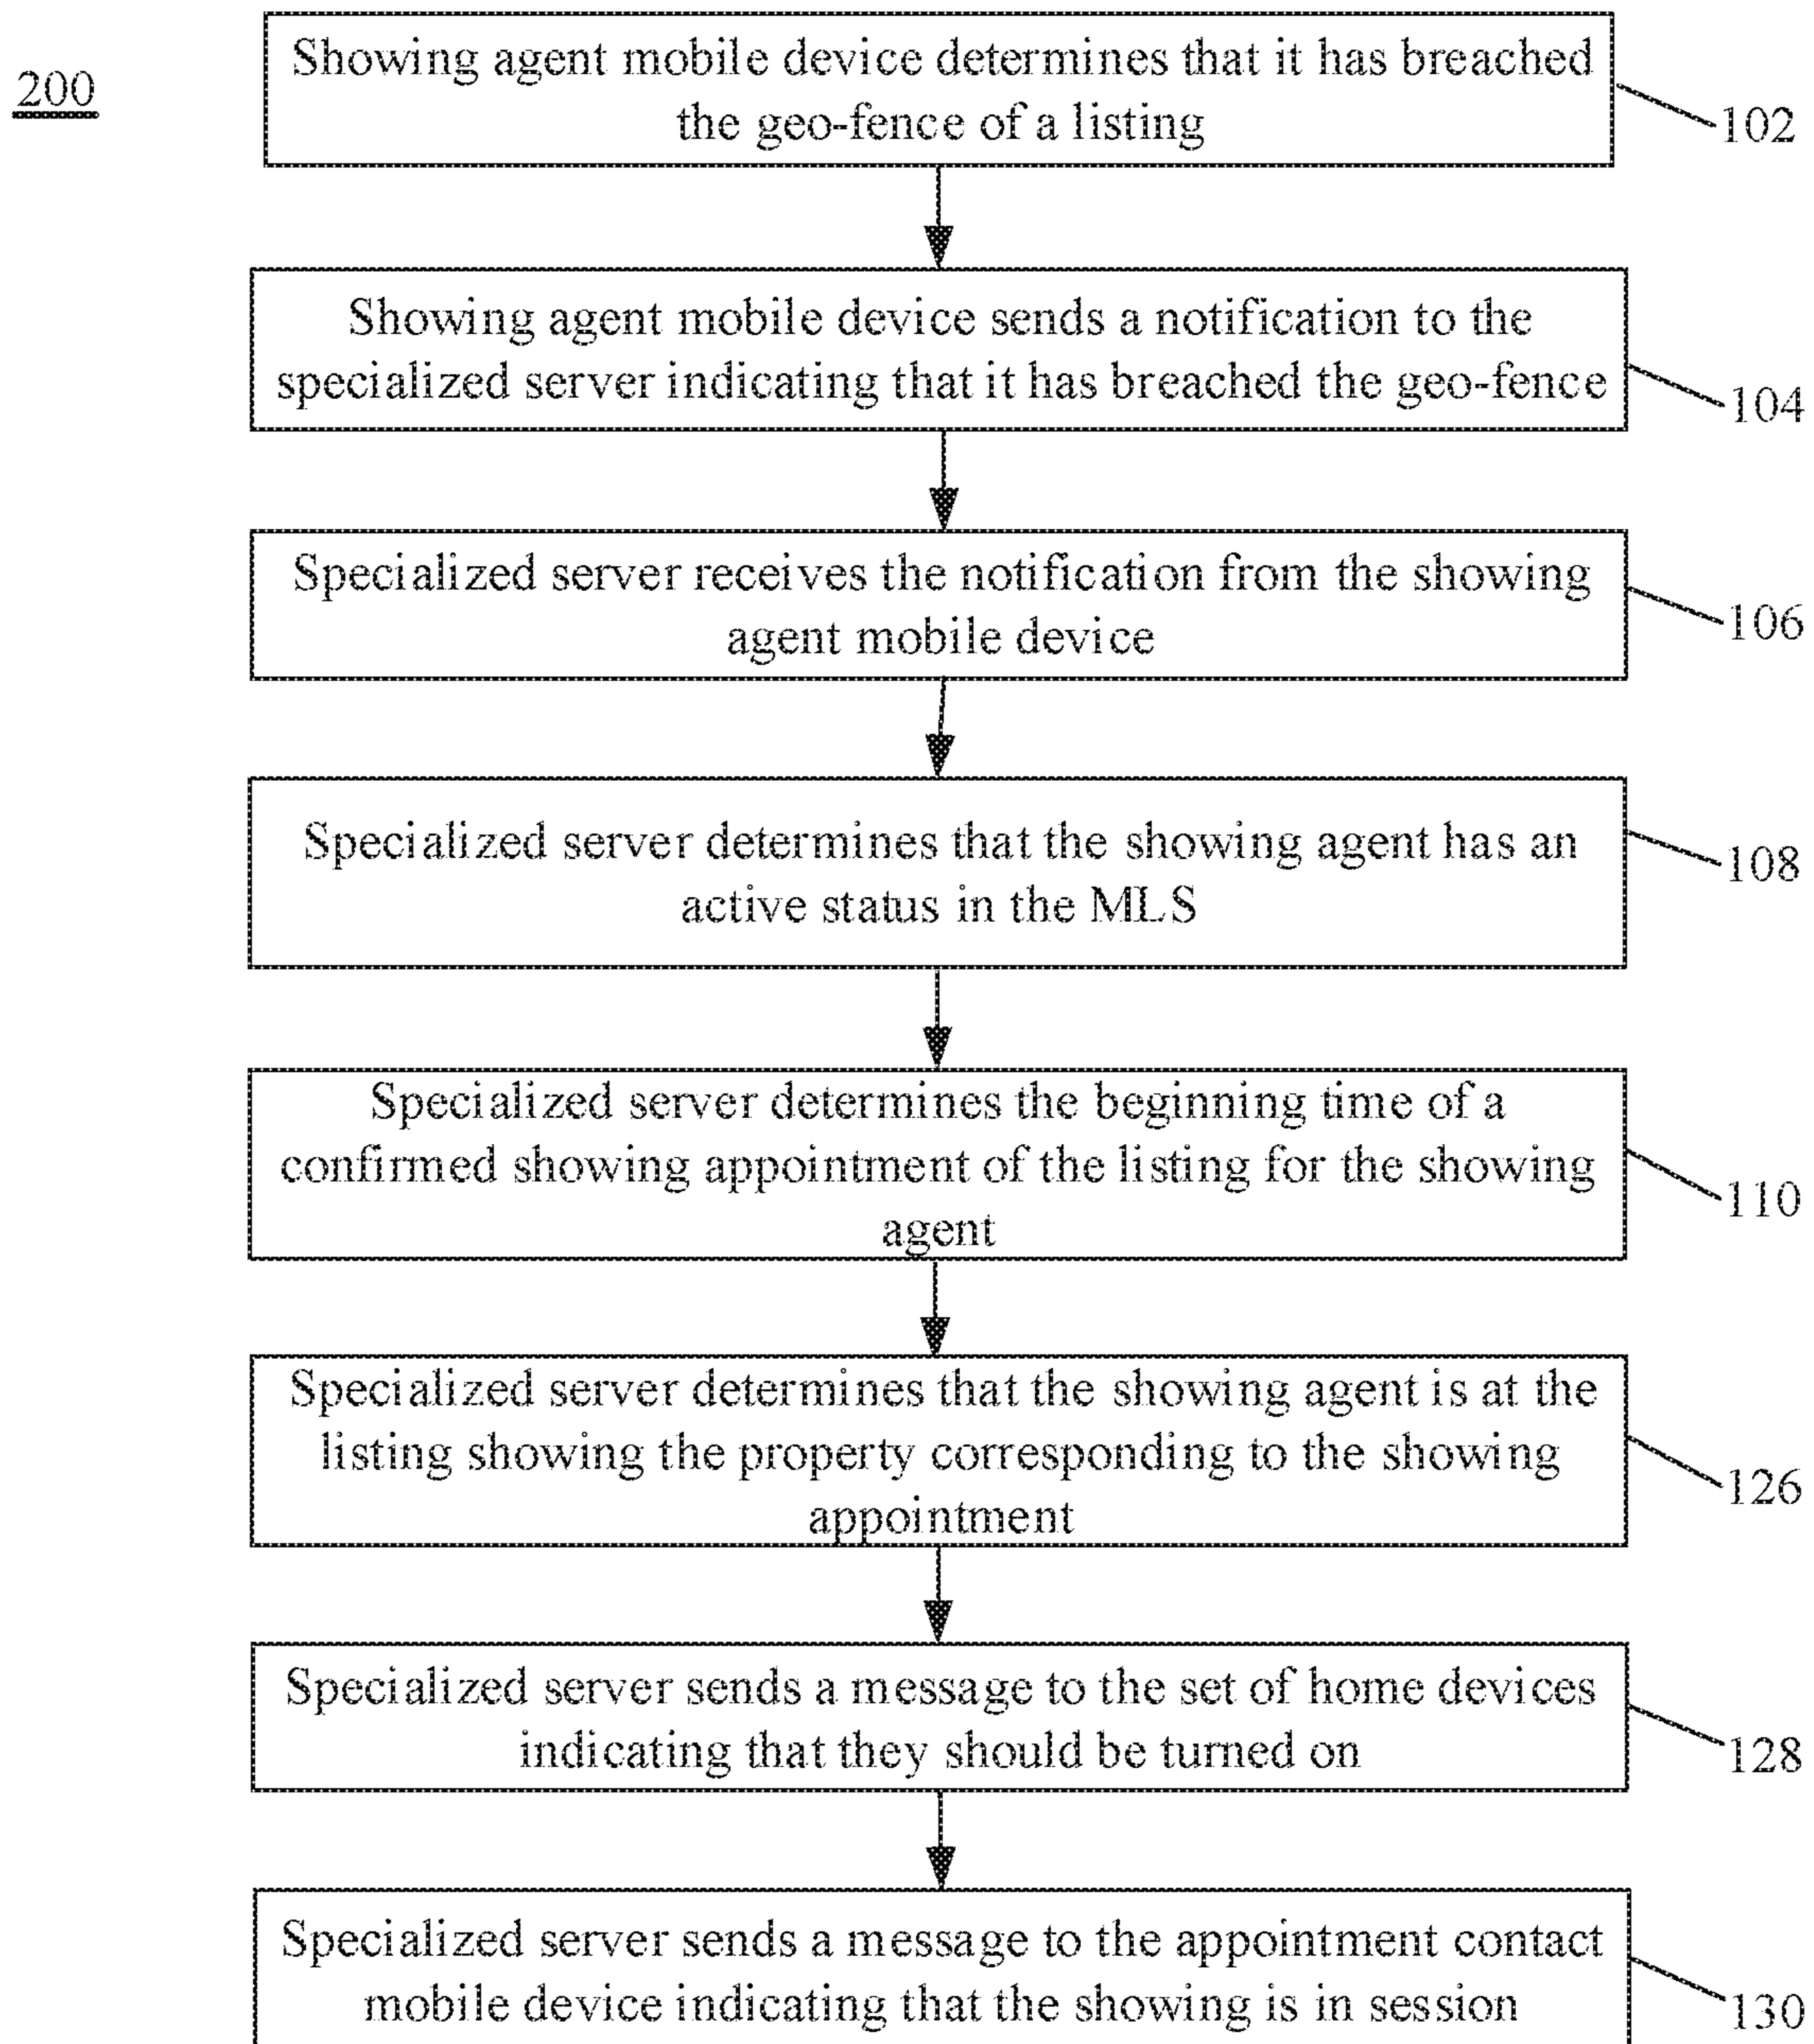 200
Showing agent mobile device determines that it has breached
the geo-fence of a listing
102
Showing agent mobile device sends a notification to the
specialized server indicating that it has breached the geo-fence
104
Specialized server receives the notification from the showing
agent mobile device
106
Specialized server determines that the showing agent has an
active status in the MLS
108
Specialized server determines the beginning time of a
confirmed showing appointment of the listing for the showing
agent
110
Specialized server determines that the showing agent is at the
listing showing the property corresponding to the showing
appointment
126
Specialized server sends a message to the set of home devices
indicating that they should be turned on
128
Specialized server sends a message to the appointment contact
mobile device indicating that the showing is in session
130